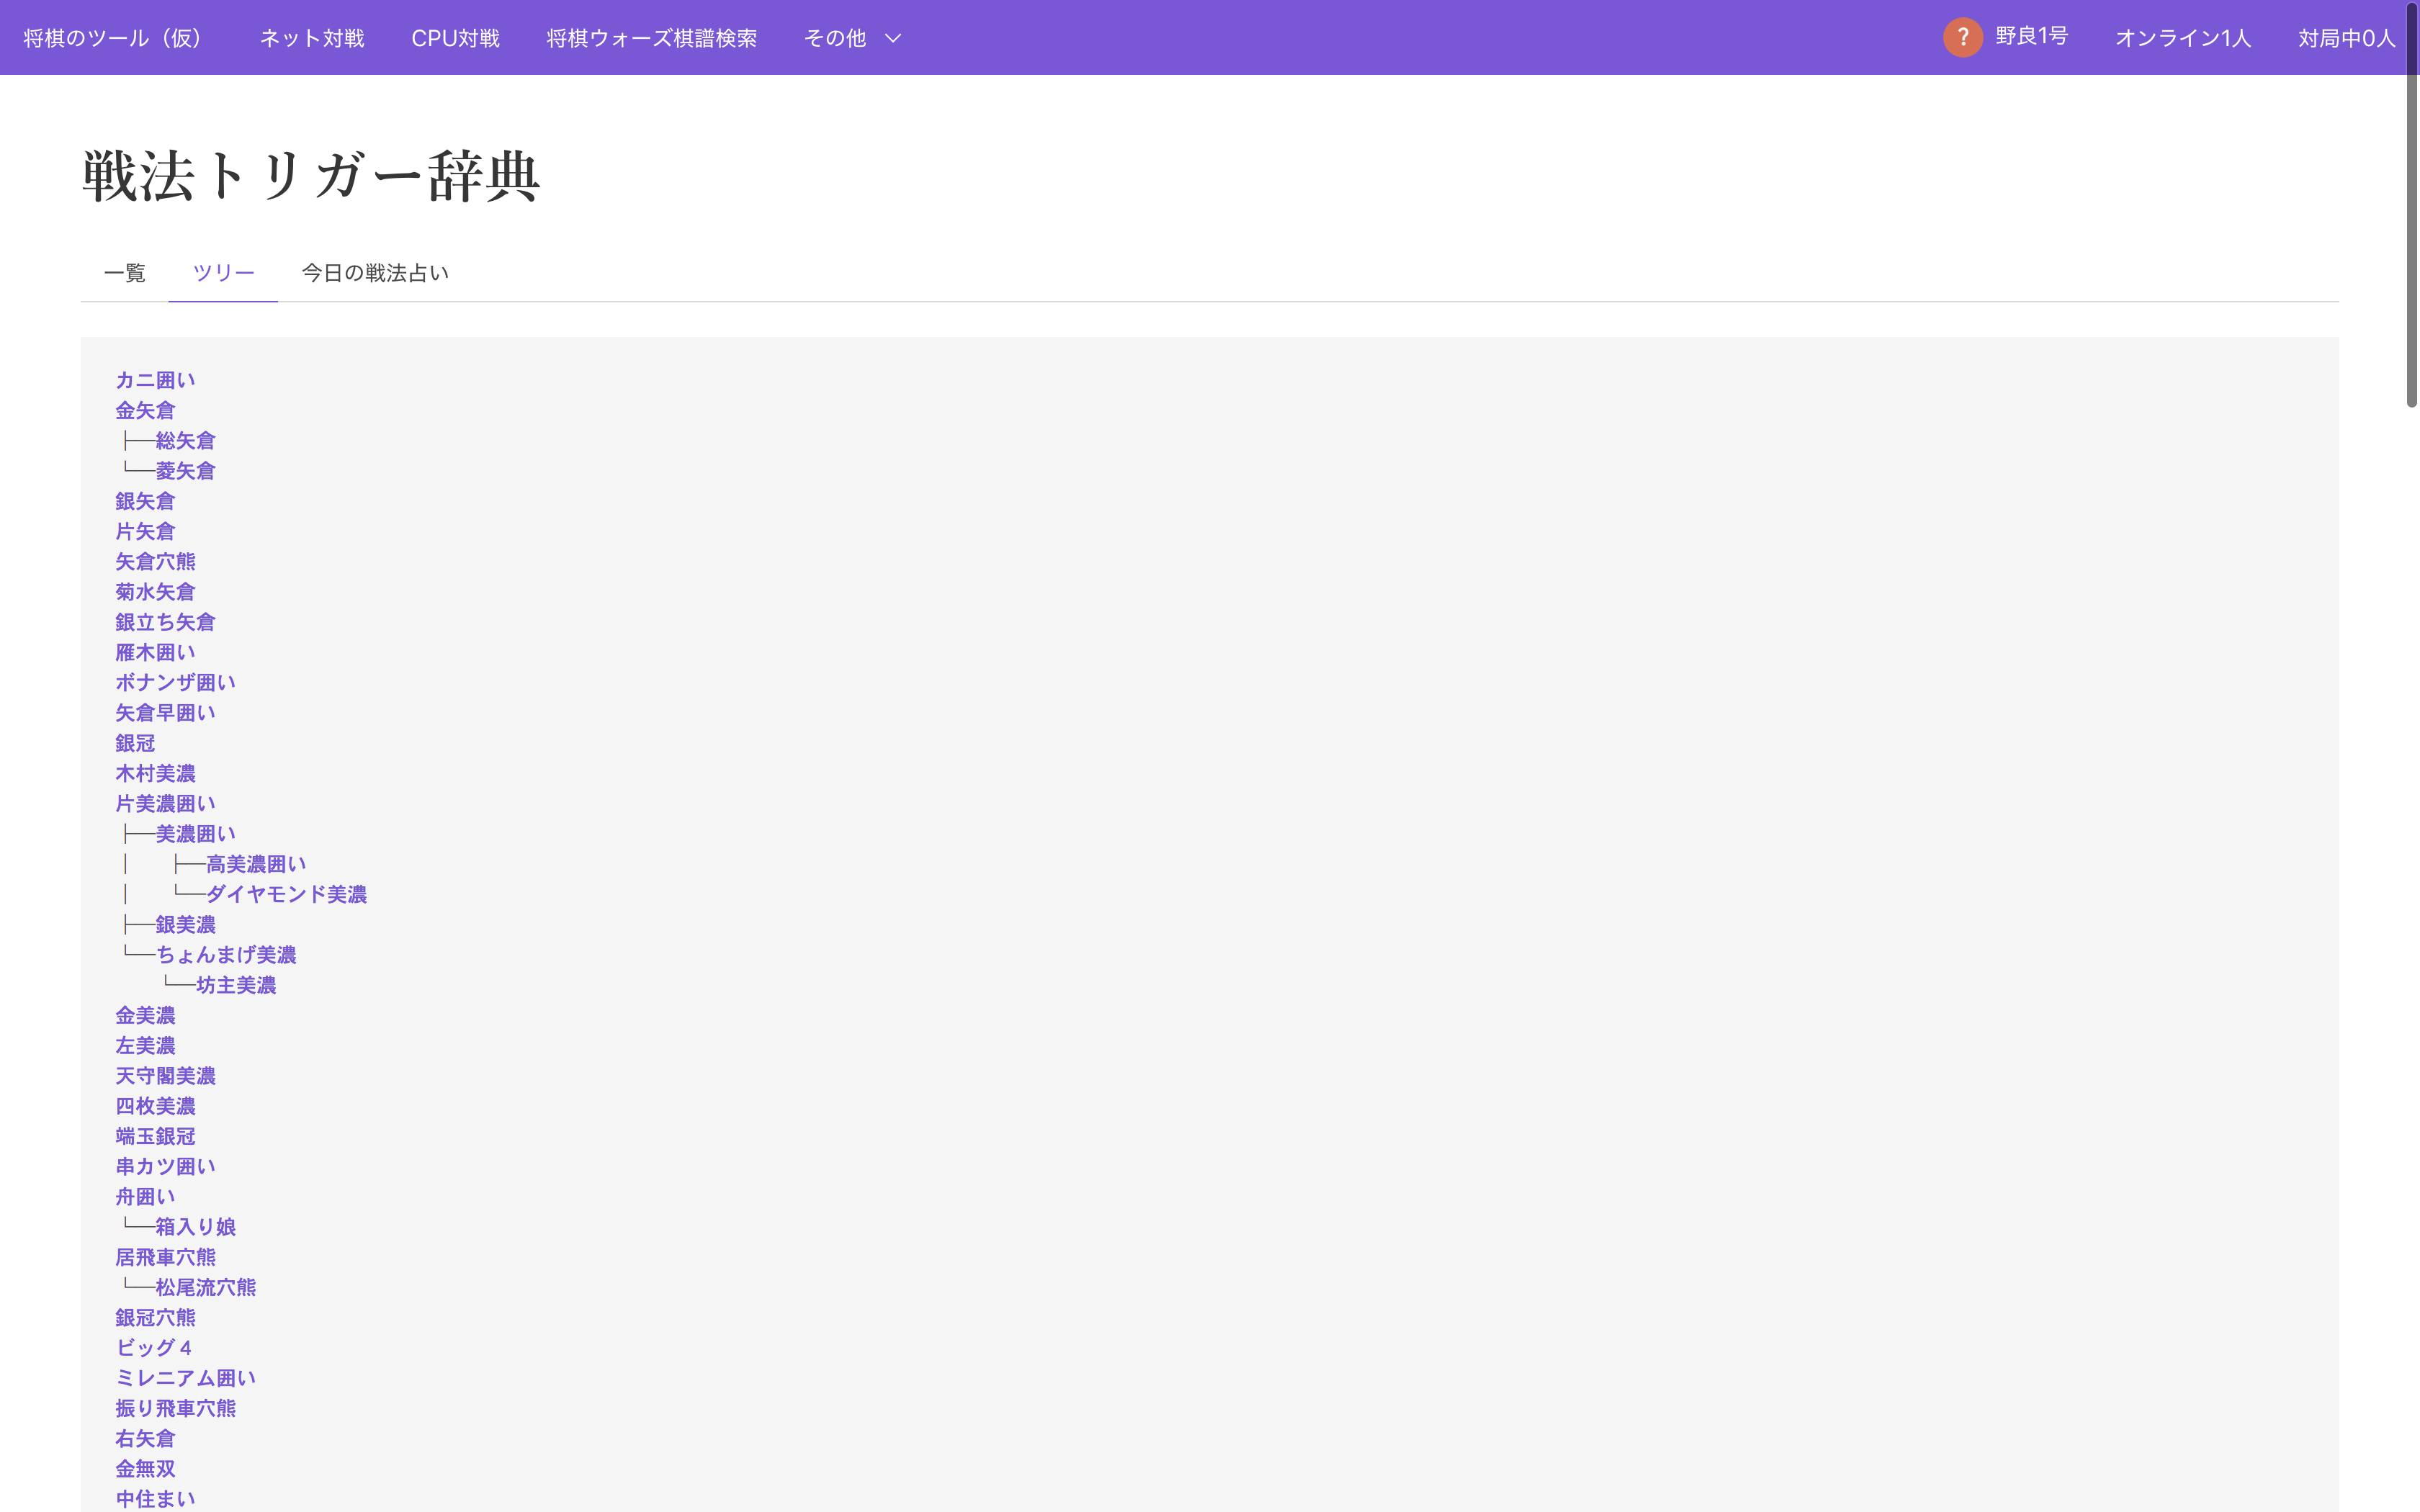 将棋のツール（仮） ネット対戦 CPU対戦 将棋ウォーズ棋譜検索 その他 ? 野良1号 オンライン1人 対局中0人
戦法トリガー辞典
一覧 ツリー 今日の戦法占い
カニ囲い
金矢倉
├─総矢倉
└─菱矢倉
銀矢倉
片矢倉
矢倉穴熊
菊水矢倉
銀立ち矢倉
雁木囲い
ボナンザ囲い
矢倉早囲い
銀冠
木村美濃
片美濃囲い
├─美濃囲い
│　├─高美濃囲い
│　└─ダイヤモンド美濃
├─銀美濃
└─ちょんまげ美濃
　　└─坊主美濃
金美濃
左美濃
天守閣美濃
四枚美濃
端玉銀冠
串カツ囲い
舟囲い
└─箱入り娘
居飛車穴熊
└─松尾流穴熊
銀冠穴熊
ビッグ４
ミレニアム囲い
振り飛車穴熊
右矢倉
金無双
中住まい